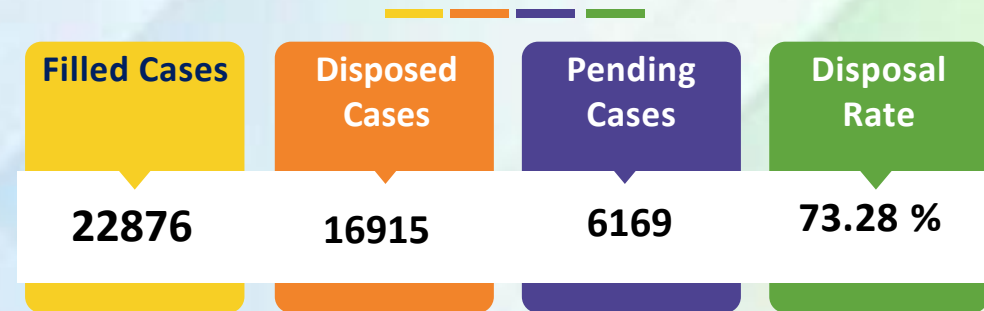 Filled Cases
22876
Disposed
Cases
16915
Pending
Cases
6169
Disposal
Rate
73.28 %